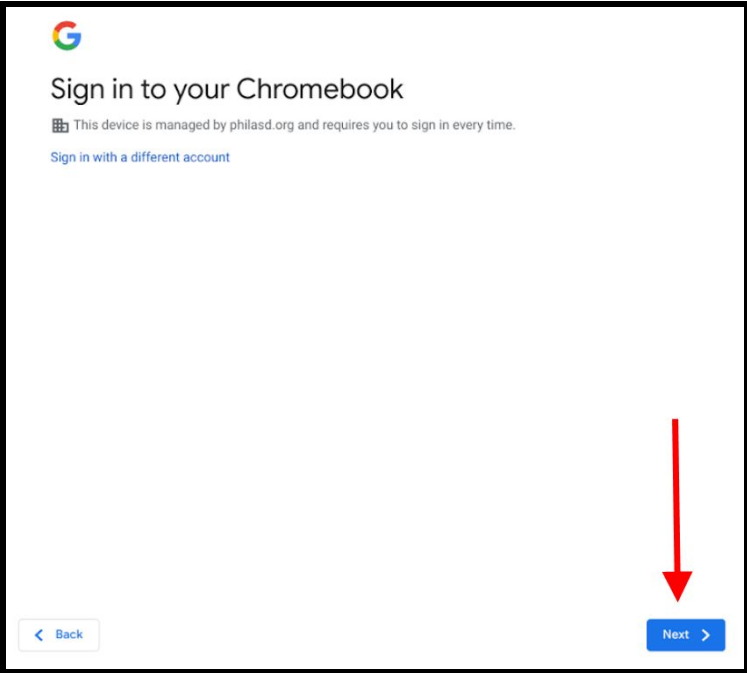 Sign in to your Chromebook
This device is managed by philasd.org and requires you to sign in every time.
Sign in with a different account
Back
Next